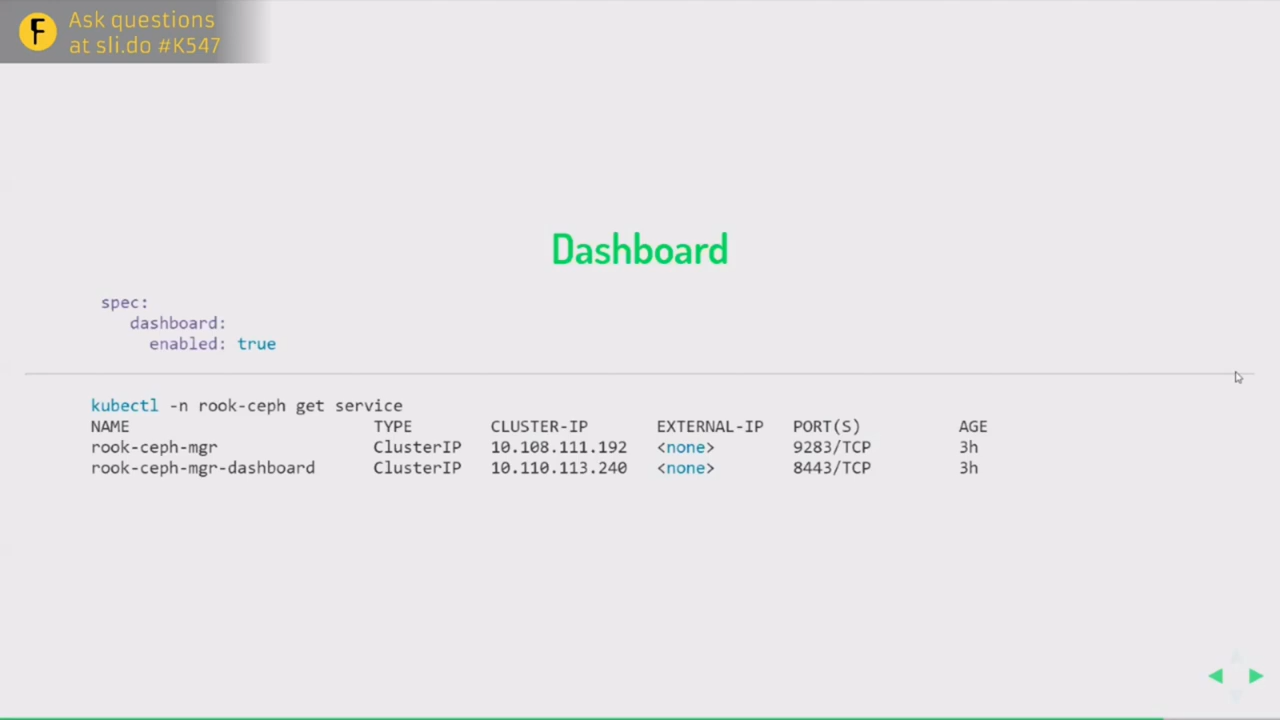 Ask questions
at sli.do #K547
Dashboard
spec:
dashboard:
enabled: true
kubectl -n rook-ceph get service
NAME TYPE CLUSTER-IP EXTERNAL-IP PORT(S) AGE
rook-ceph-mgr ClusterIP 10.108.111.192 <none> 9283/TCP 3h
rook-ceph-mgr-dashboard ClusterIP 10.110.113.240 <none> 8443/TCP 3h